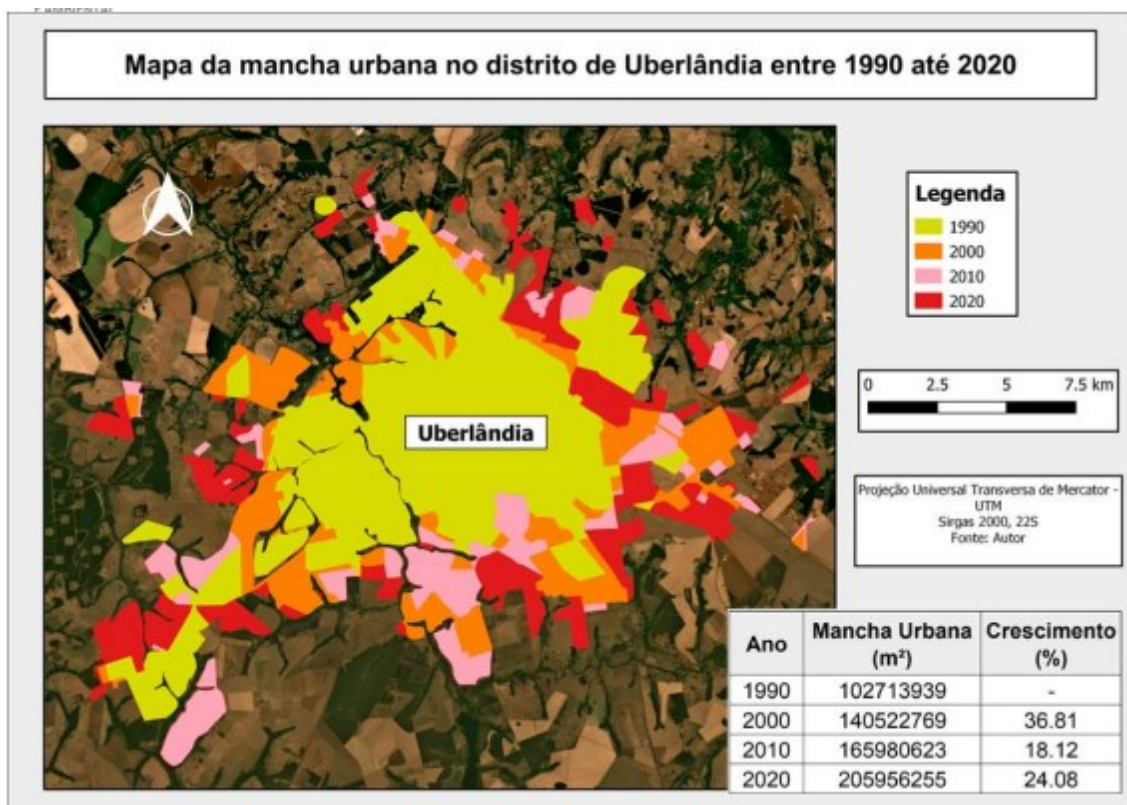 Mapa da mancha urbana no distrito de Uberlândia entre 1990 até 2020
Legenda
1990
2000
2010
2020
0 2.5 5 7.5 km
Uberlândia
Projeção Universal Transversa de Mercator -
UTM
Sirgas 2000, 22S
Fonte: Autor
Ano Mancha Urbana (m²) Crescimento (%)
1990 102713939 -
2000 140522769 36.81
2010 165980623 18.12
2020 205956255 24.08